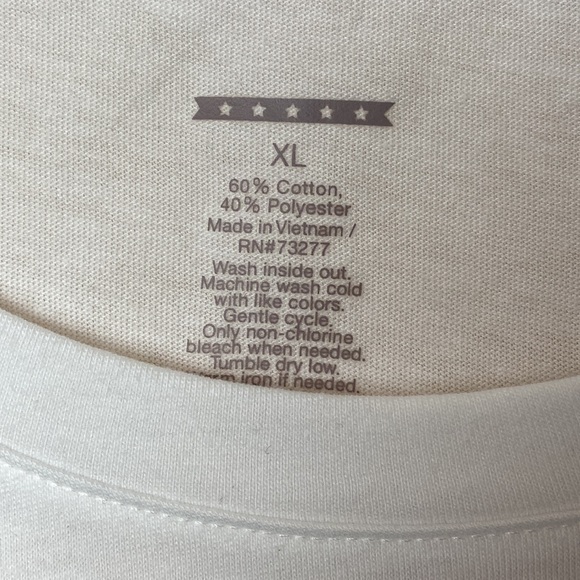 XL
60% Cotton,
40% Polyester
Made in Vietnam /
RN#73277
Wash inside out.
Machine wash cold
with like colors.
Gentle cycle.
Only non-chlorine
bleach when needed.
Tumble dry low.
Warm iron if needed.